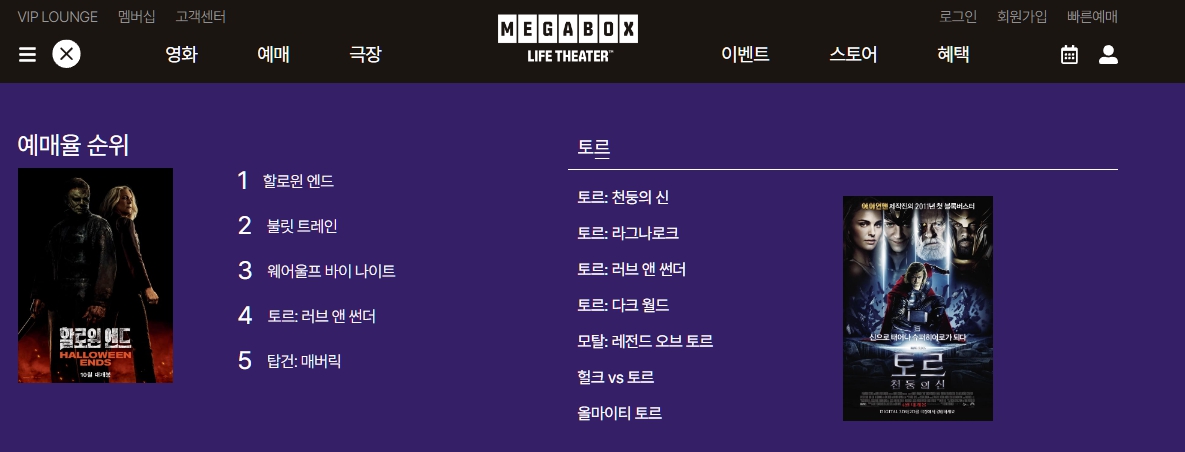 VIP LOUNGE 멤버십 고객센터
MEGABOX
LIFE THEATER™
로그인 회원가입 빠른예매
영화 예매 극장
이벤트 스토어 혜택
예매율 순위
할로윈 엔드
HALLOWEEN
ENDS
10월 대개봉
1 할로윈 엔드
2 불릿 트레인
3 웨어울프 바이 나이트
4 토르: 러브 앤 썬더
5 탑건: 매버릭
토르
토르: 천둥의 신
토르: 라그나로크
토르: 러브 앤 썬더
토르: 다크 월드
모탈: 레전드 오브 토르
헐크 vs 토르
올마이티 토르
아이언맨 제작진의 2011년 첫 블록버스터
신으로 태어나 슈퍼히어로가 되다
토르
천둥의 신